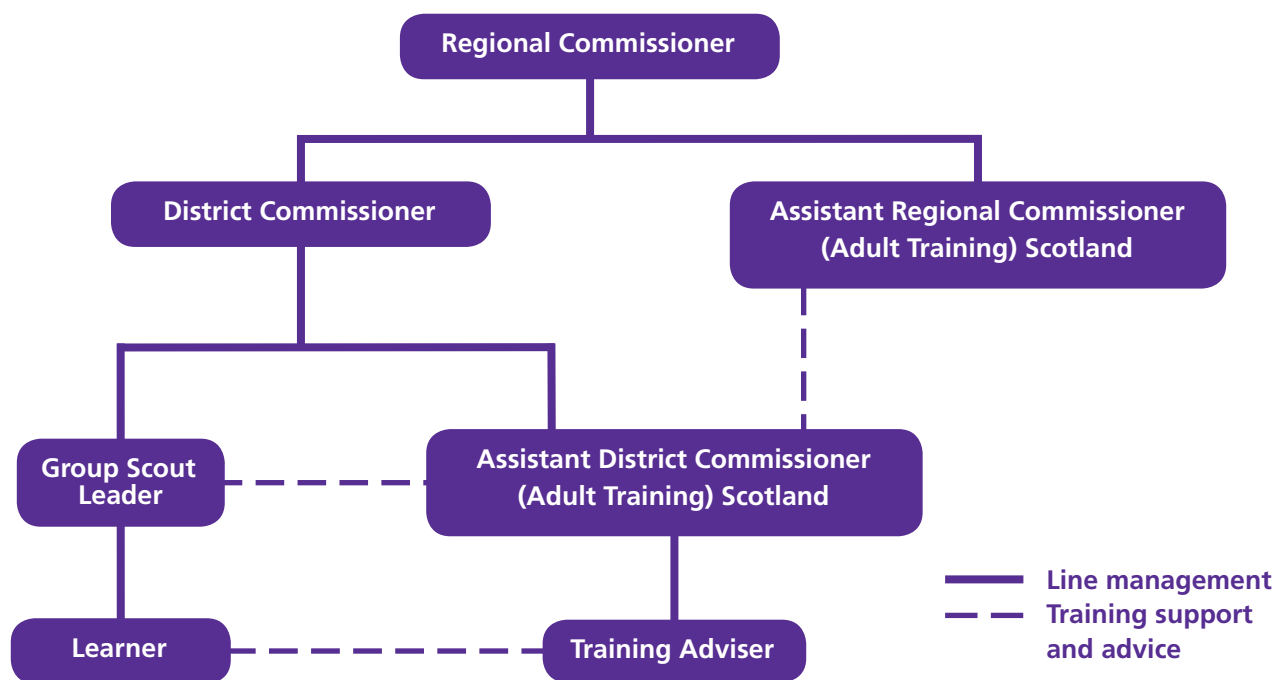 Regional Commissioner
District Commissioner
Assistant Regional Commissioner
(Adult Training) Scotland
Group Scout
Leader
Assistant District Commissioner
(Adult Training) Scotland
Learner
Training Adviser
Line management
Training support
and advice